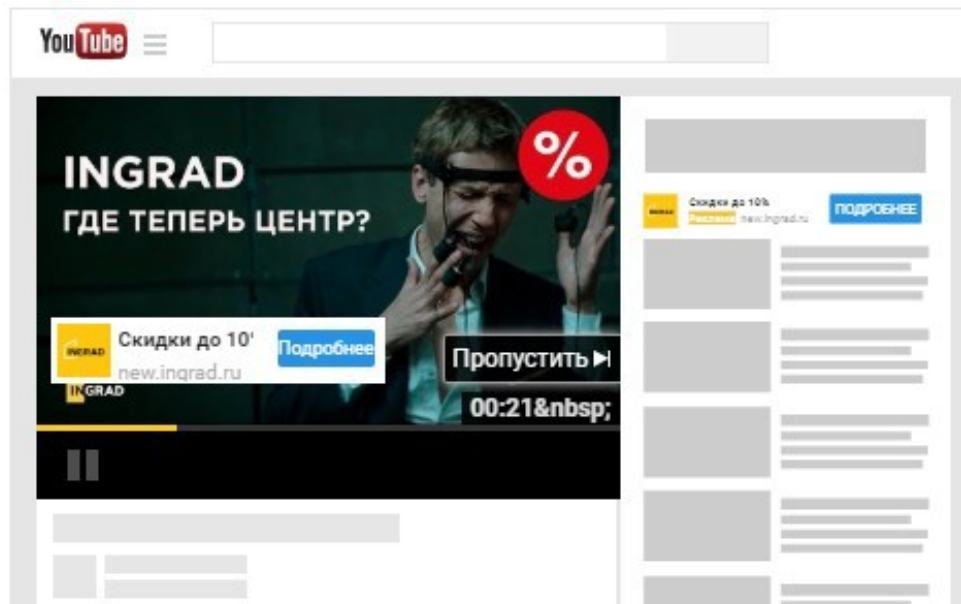 YouTube
INGRAD
ГДЕ ТЕПЕРЬ ЦЕНТР?
%
INGRAD
Скидки до 10'
Подробнее
new.ingrad.ru
INGRAD
Пропустить
00:21&nbsp;
Скидки до 10%
Реклама new.ingrad.ru
ПОДРОБНЕЕ